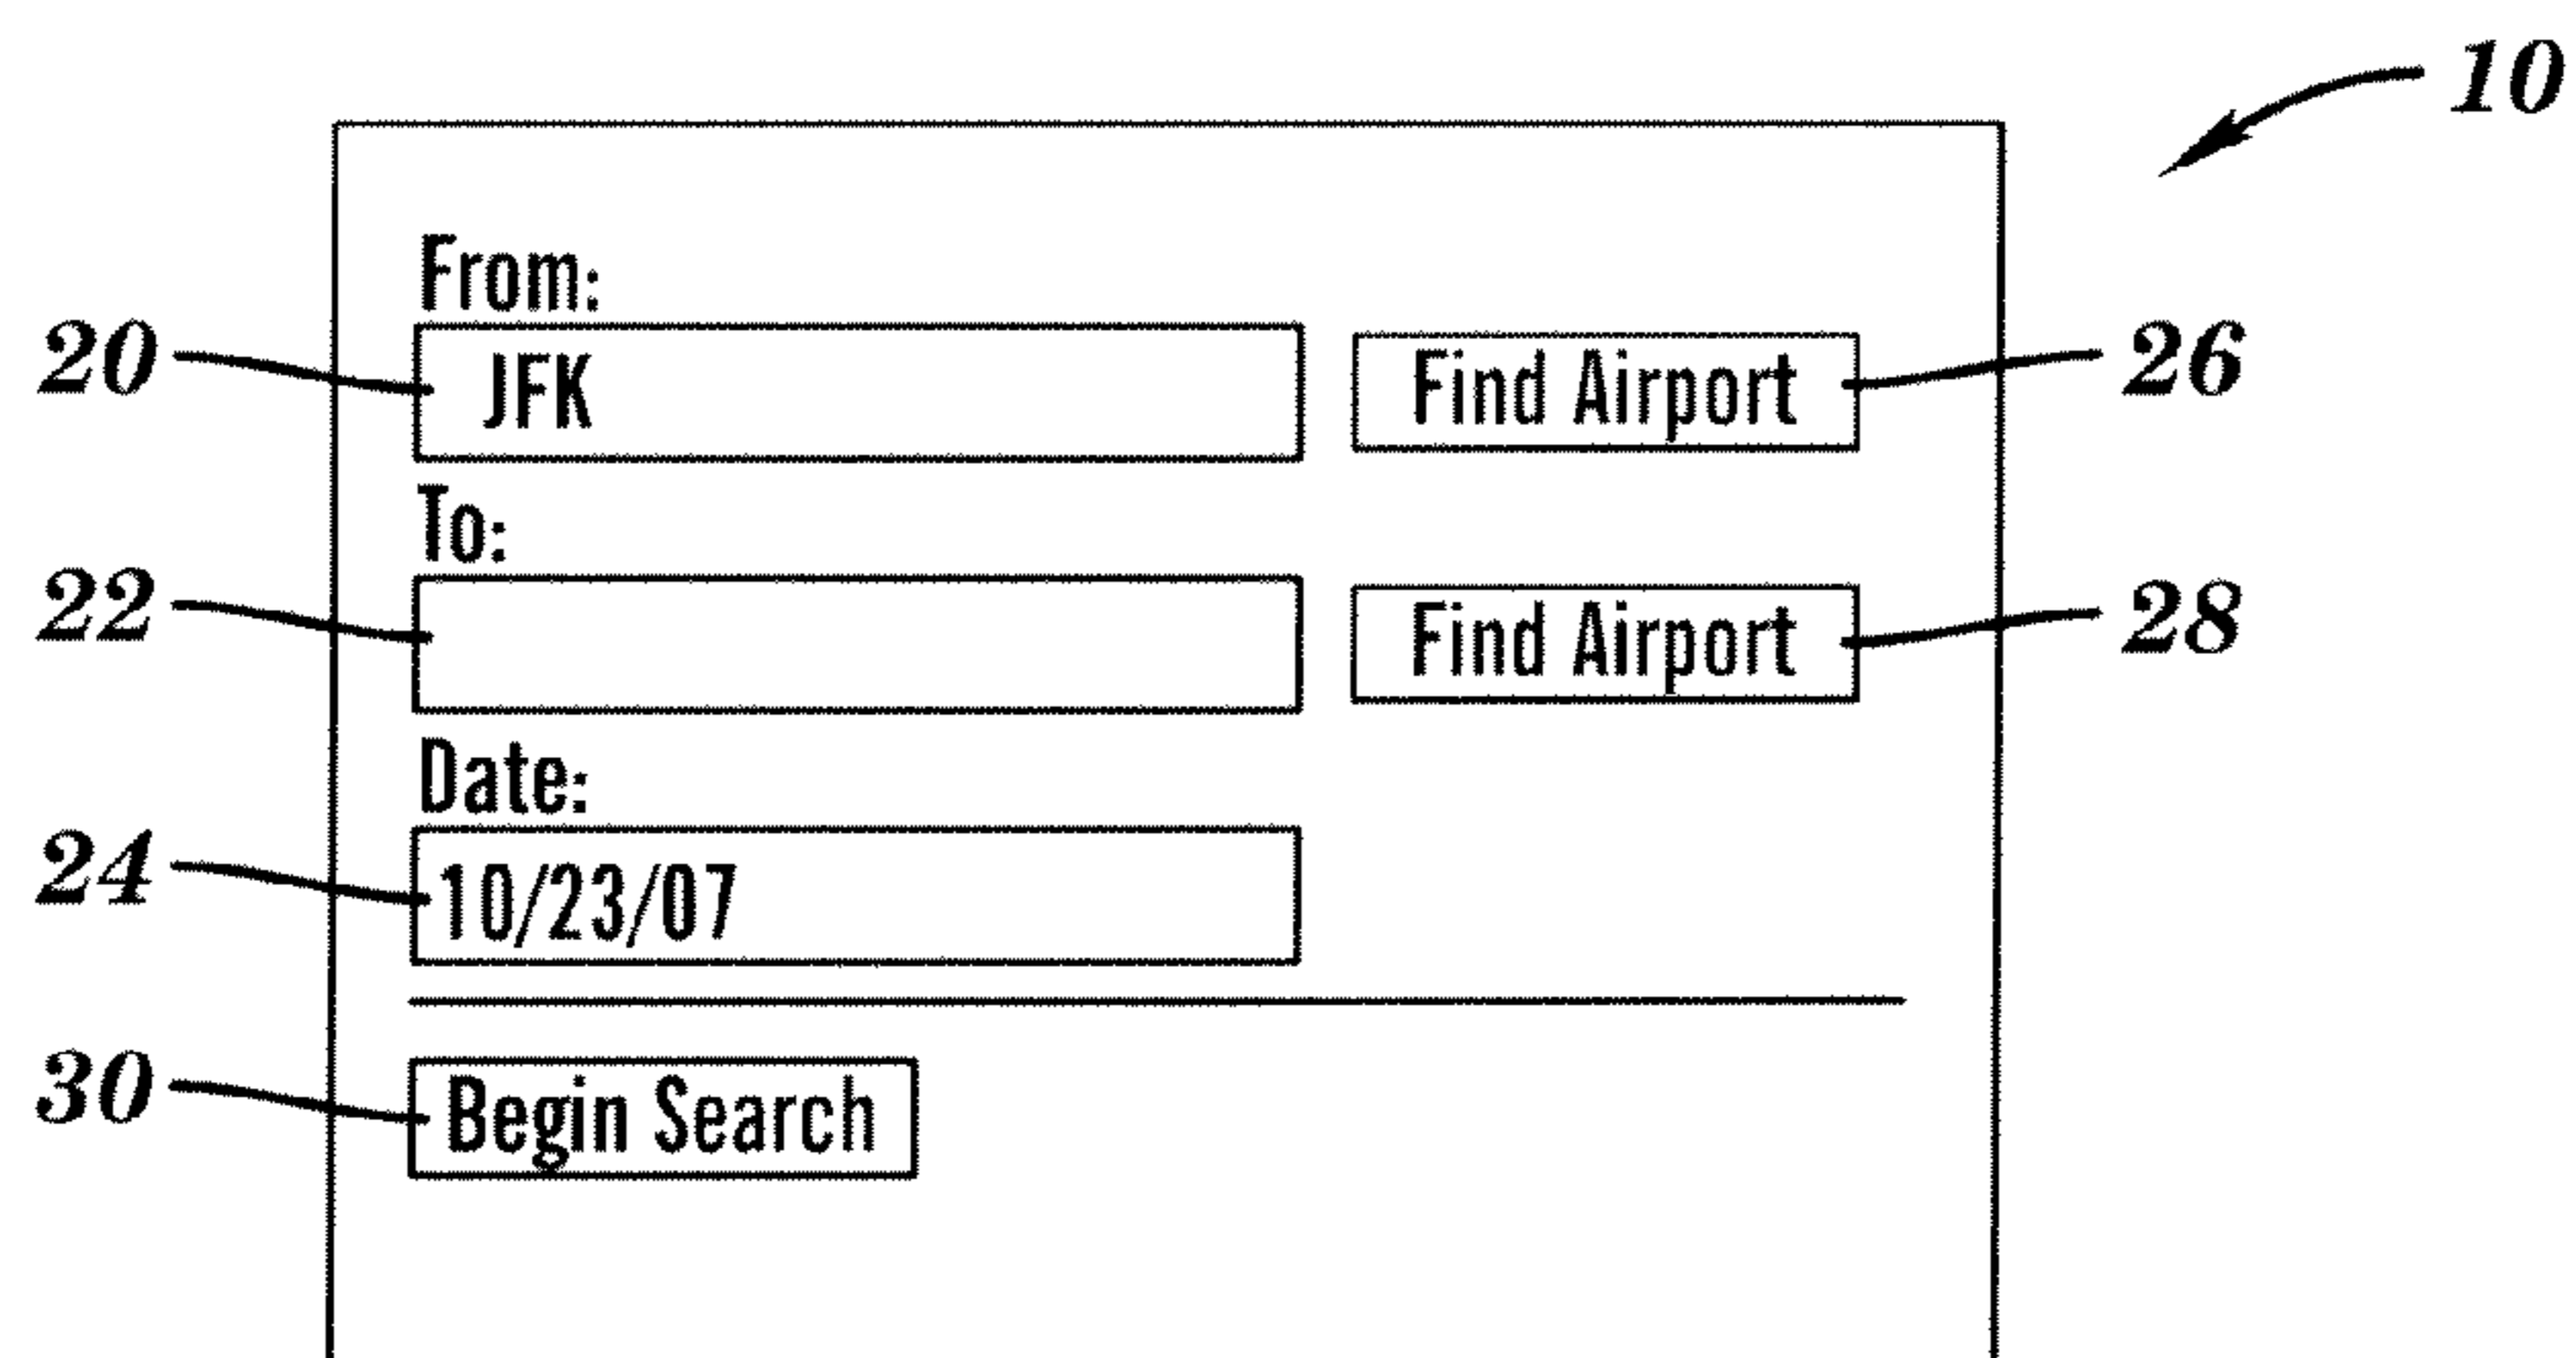 10
From:
20 JFK Find Airport 26
To:
22 Find Airport 28
Date:
24 10/23/07
30 Begin Search